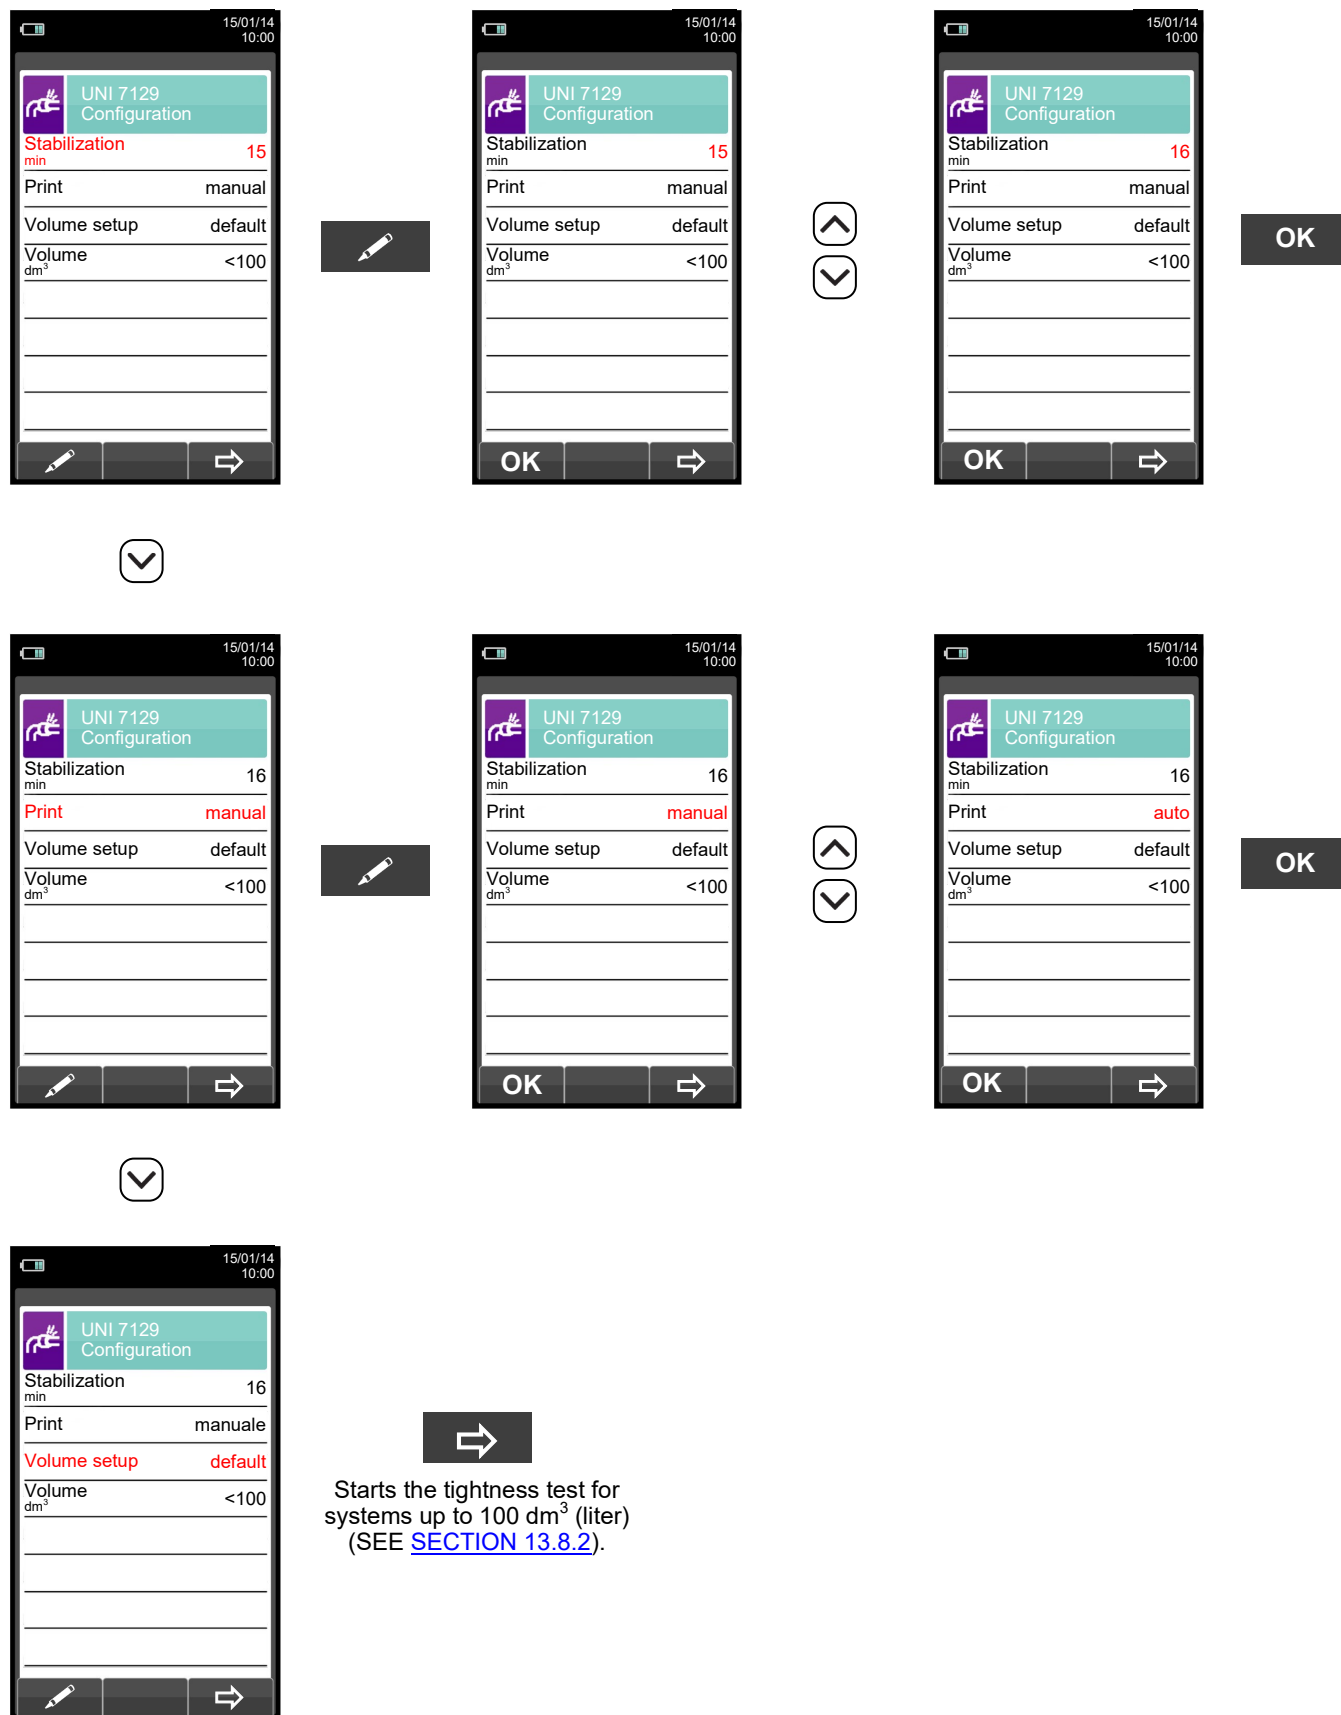 15/01/14
10:00
UNI 7129
Configuration
Stabilization
min
15
Print manual
Volume setup default
Volume
dm³
<100
15/01/14
10:00
UNI 7129
Configuration
Stabilization
min
15
Print manual
Volume setup default
Volume
dm³
<100
OK
15/01/14
10:00
UNI 7129
Configuration
Stabilization
min
16
Print manual
Volume setup default
Volume
dm³
<100
OK
OK
15/01/14
10:00
UNI 7129
Configuration
Stabilization
min
16
Print manual
Volume setup default
Volume
dm³
<100
15/01/14
10:00
UNI 7129
Configuration
Stabilization
min
16
Print manual
Volume setup default
Volume
dm³
<100
OK
15/01/14
10:00
UNI 7129
Configuration
Stabilization
min
16
Print auto
Volume setup default
Volume
dm³
<100
OK
OK
15/01/14
10:00
UNI 7129
Configuration
Stabilization
min
16
Print manuale
Volume setup default
Volume
dm³
<100
Starts the tightness test for
systems up to 100 dm³ (liter)
(SEE SECTION 13.8.2).